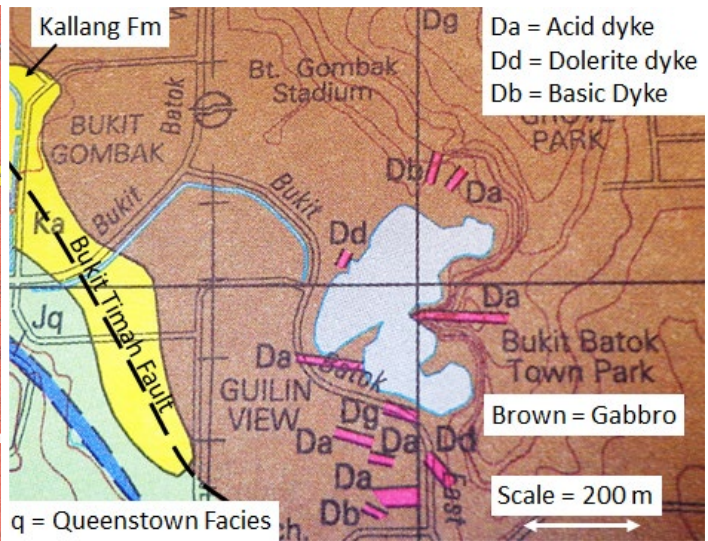 Kallang Fm
Dg
Da = Acid dyke
Dd = Dolerite dyke
Db = Basic Dyke
Bt. Gombak
Stadium
GROVE
PARK
BUKIT
GOMBAK
Batok
Bukit
Bukit
Db
Da
Ka
Dd
Bukit Timah Fault
Da
Jq
Bukit Batok
Town Park
Da
Batok
GUILIN
VIEW
Dg
Brown = Gabbro
Da
Da
Dd
Da
East
Db
Scale = 200 m
q = Queenstown Facies
ch.